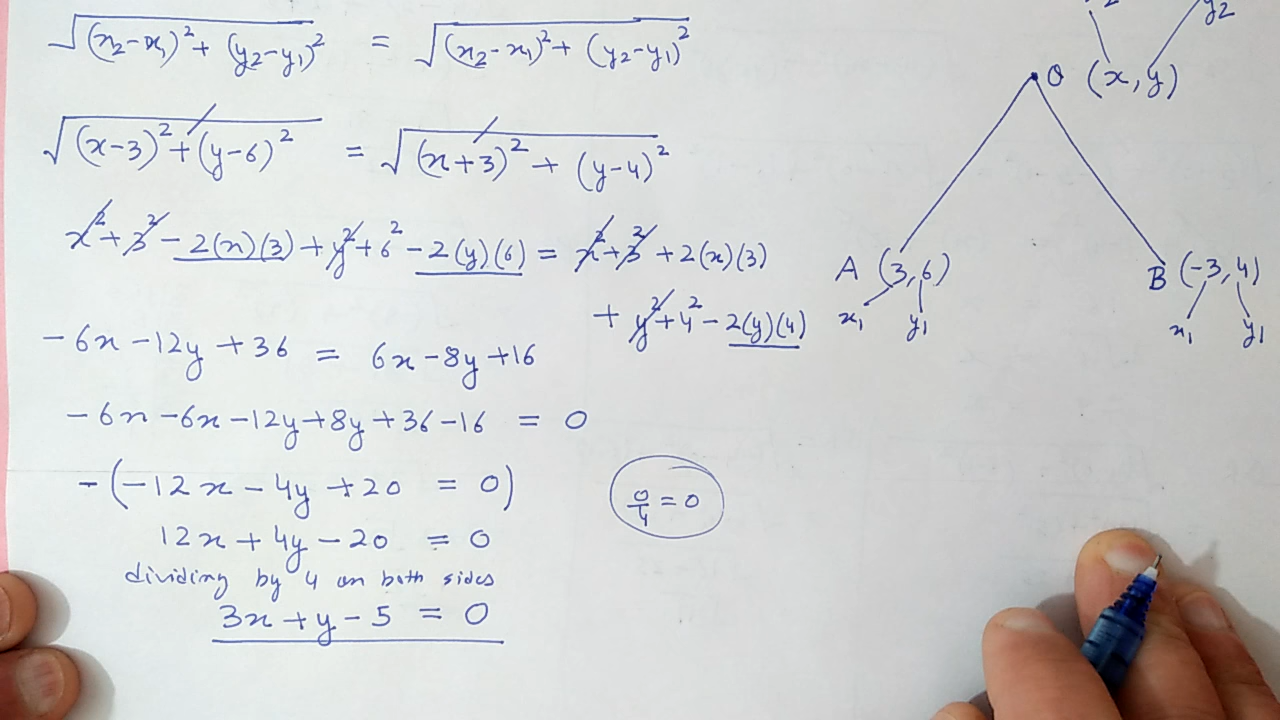 √(x₂-x₁)² + (y₂-y₁)² = √(x₂-x₁)² + (y₂-y₁)²
√(x-3)² + (y-6)² = √(x+3)² + (y-4)²
x² + 3² - 2(x)(3) + y² + 6² - 2(y)(6) = x² + 3² + 2(x)(3)
+ y² + 4² - 2(y)(4)
-6x - 12y + 36 = 6x - 8y + 16
-6x - 6x - 12y + 8y + 36 - 16 = 0
-(-12x - 4y + 20 = 0)
12x + 4y - 20 = 0
dividing by 4 on both sides
3x + y - 5 = 0
0/4 = 0
y₂
O (x, y)
A (3, 6)
x₁ y₁
B (-3, 4)
x₁ y₁